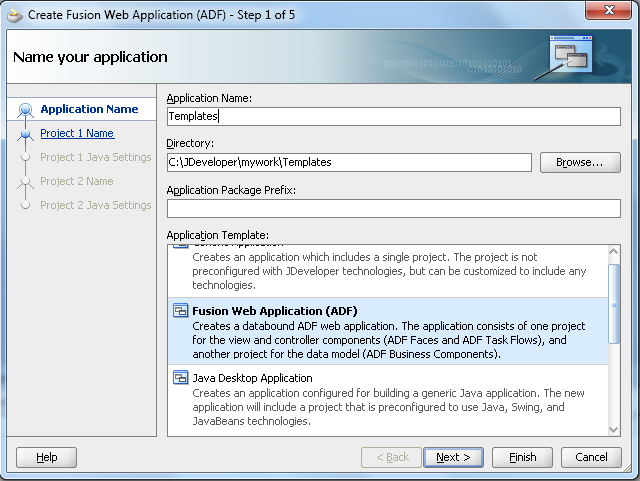 Create Fusion Web Application (ADF) - Step 1 of 5
Name your application
Application Name
Project 1 Name
Project 1 Java Settings
Project 2 Name
Project 2 Java Settings
Application Name:
Templates
Directory:
C:\JDeveloper\mywork\Templates
Browse...
Application Package Prefix:
Application Template:
Generic Application
Creates an application which includes a single project. The project is not
preconfigured with JDeveloper technologies, but can be customized to include any
technologies.
Fusion Web Application (ADF)
Creates a databound ADF web application. The application consists of one project
for the view and controller components (ADF Faces and ADF Task Flows), and
another project for the data model (ADF Business Components).
Java Desktop Application
Creates an application configured for building a generic Java application. The new
application will include a project that is preconfigured to use Java, Swing, and
JavaBeans technologies.
Help
< Back
Next >
Finish
Cancel